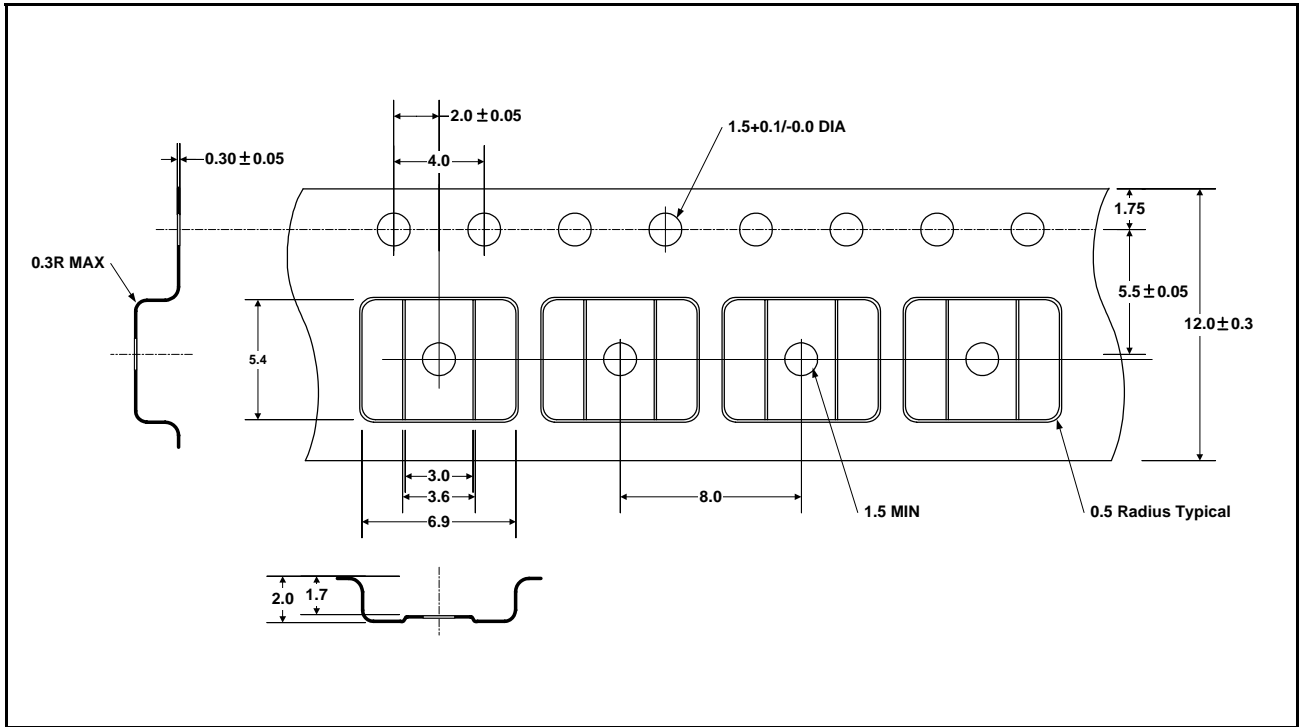 2.0 ± 0.05
1.5+0.1/-0.0 DIA
0.30 ± 0.05
4.0
1.75
0.3R MAX
5.5 ± 0.05
12.0 ± 0.3
5.4
3.0
3.6
6.9
8.0
1.5 MIN
0.5 Radius Typical
2.0
1.7